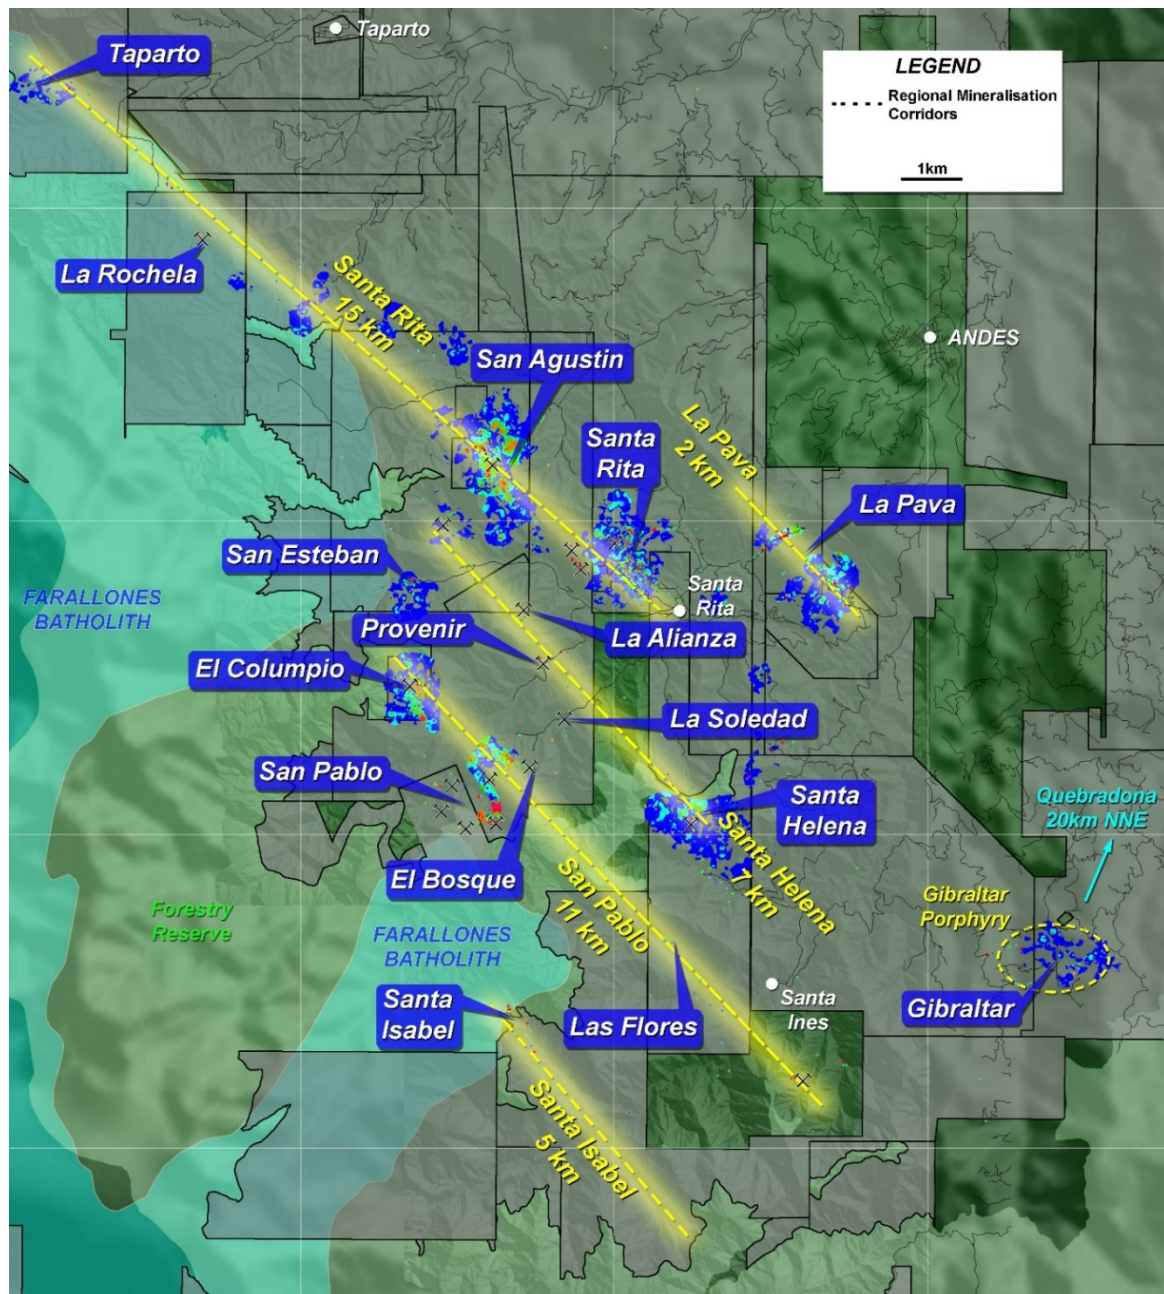 Taparto
Taparto
LEGEND
Regional Mineralisation
Corridors
1km
La Rochela
Santa Rita
15 km
San Agustin
ANDES
Santa
Rita
La Pava
2 km
La Pava
San Esteban
Santa
Rita
FARALLONES
BATHOLITH
Provenir
La Alianza
El Columpio
La Soledad
San Pablo
Santa
Helena
Quebradona
20km NNE
Santa Helena
7 km
El Bosque
San Pablo
11 km
Gibraltar
Porphyry
Forestry
Reserve
FARALLONES
BATHOLITH
Santa
Isabel
Las Flores
Santa
Ines
Gibraltar
Santa Isabel
5 km